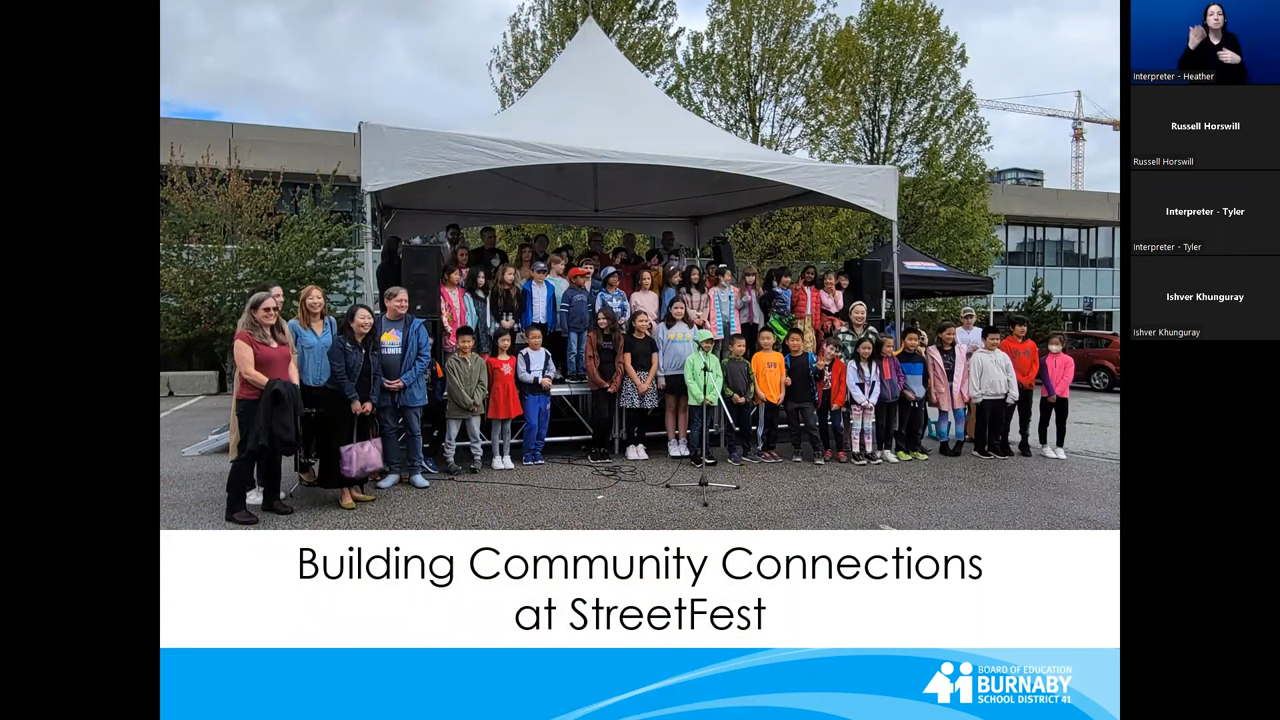 Building Community Connections
at StreetFest
BOARD OF EDUCATION
BURNABY
SCHOOL DISTRICT 41
Interpreter - Heather
Russell Horswill
Russell Horswill
Interpreter - Tyler
Interpreter - Tyler
Ishver Khunguray
Ishver Khunguray